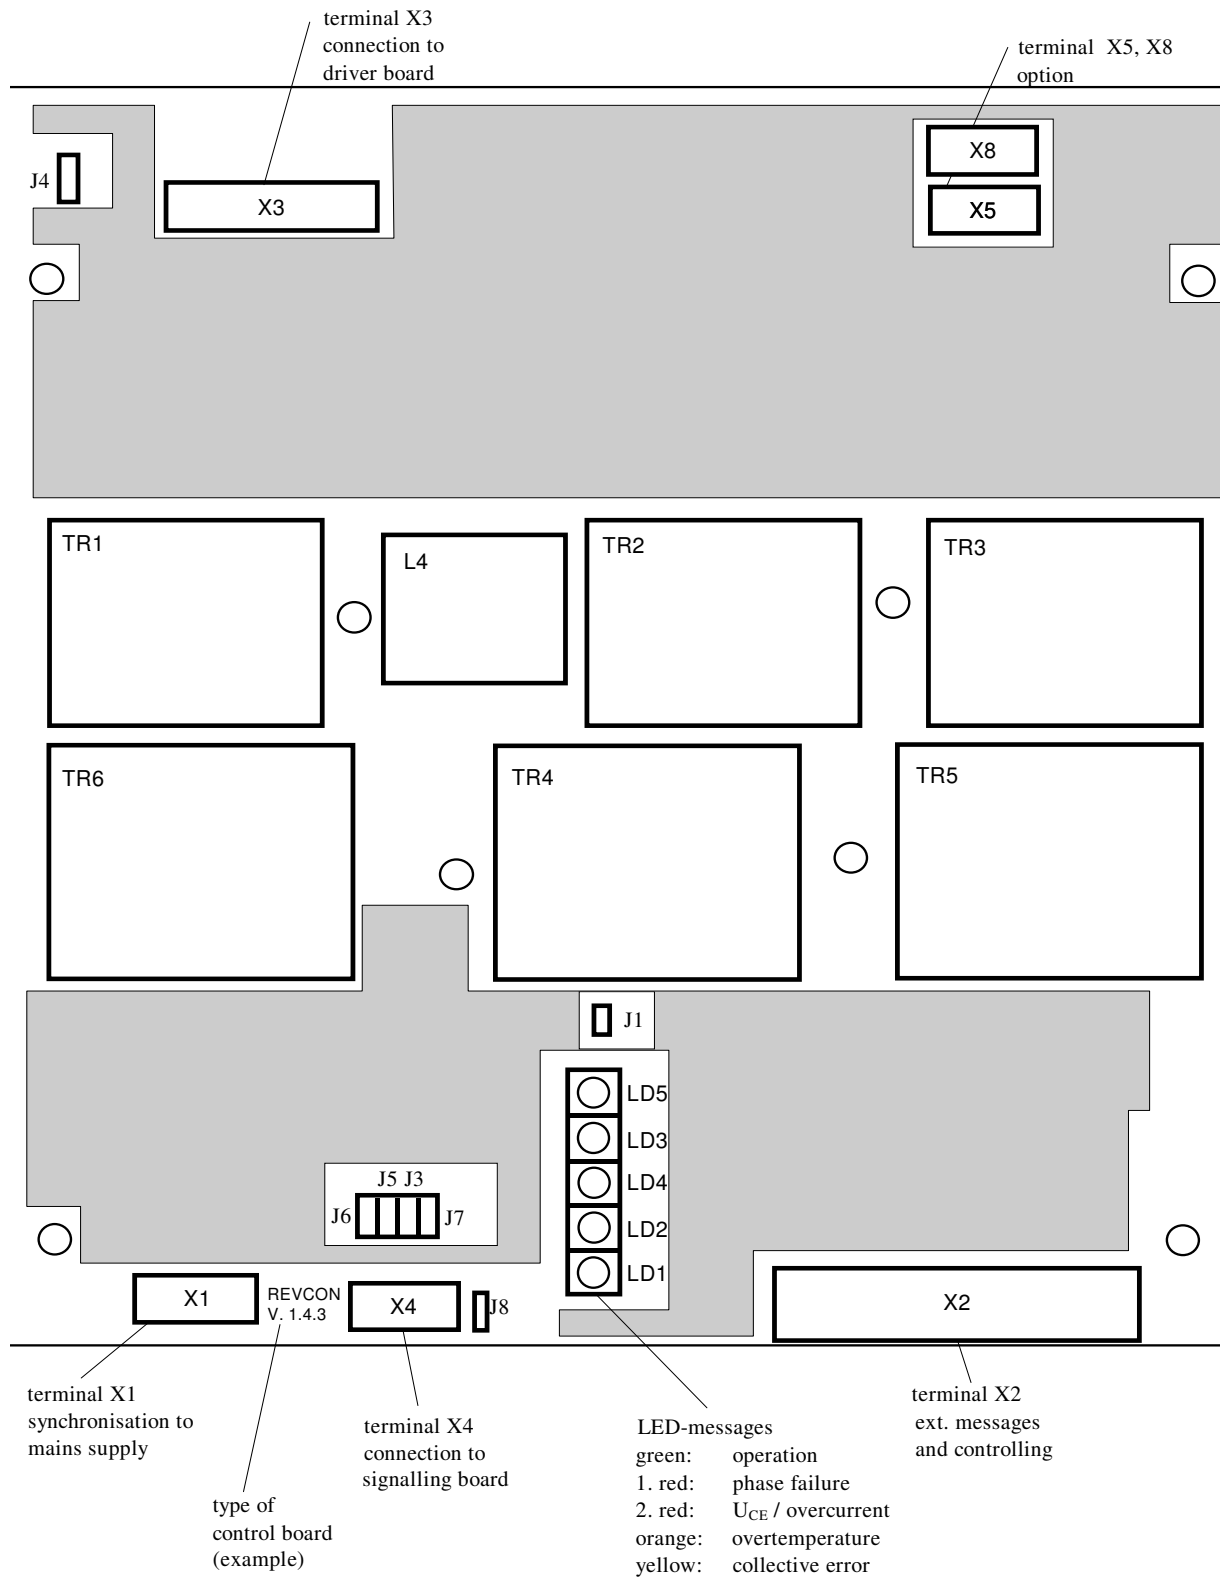 terminal X3
connection to
driver board
terminal X5, X8
option
X8
J4
X3
X5
TR1
L4
TR2
TR3
TR6
TR4
TR5
J1
LD5
LD3
LD4
LD2
LD1
J5 J3
J6
J7
X1
REVCON
V. 1.4.3
X4
J8
X2
terminal X1
synchronisation to
mains supply
terminal X4
connection to
signalling board
type of
control board
(example)
LED-messages
green: operation
1. red: phase failure
2. red: UCE / overcurrent
orange: overtemperature
yellow: collective error
terminal X2
ext. messages
and controlling